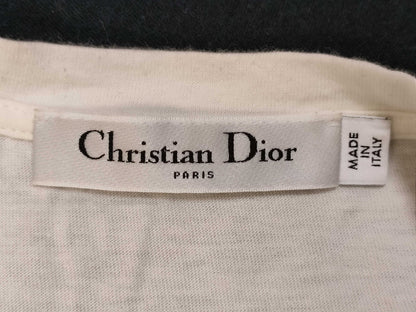 Christian Dior
PARIS
MADE
IN
ITALY